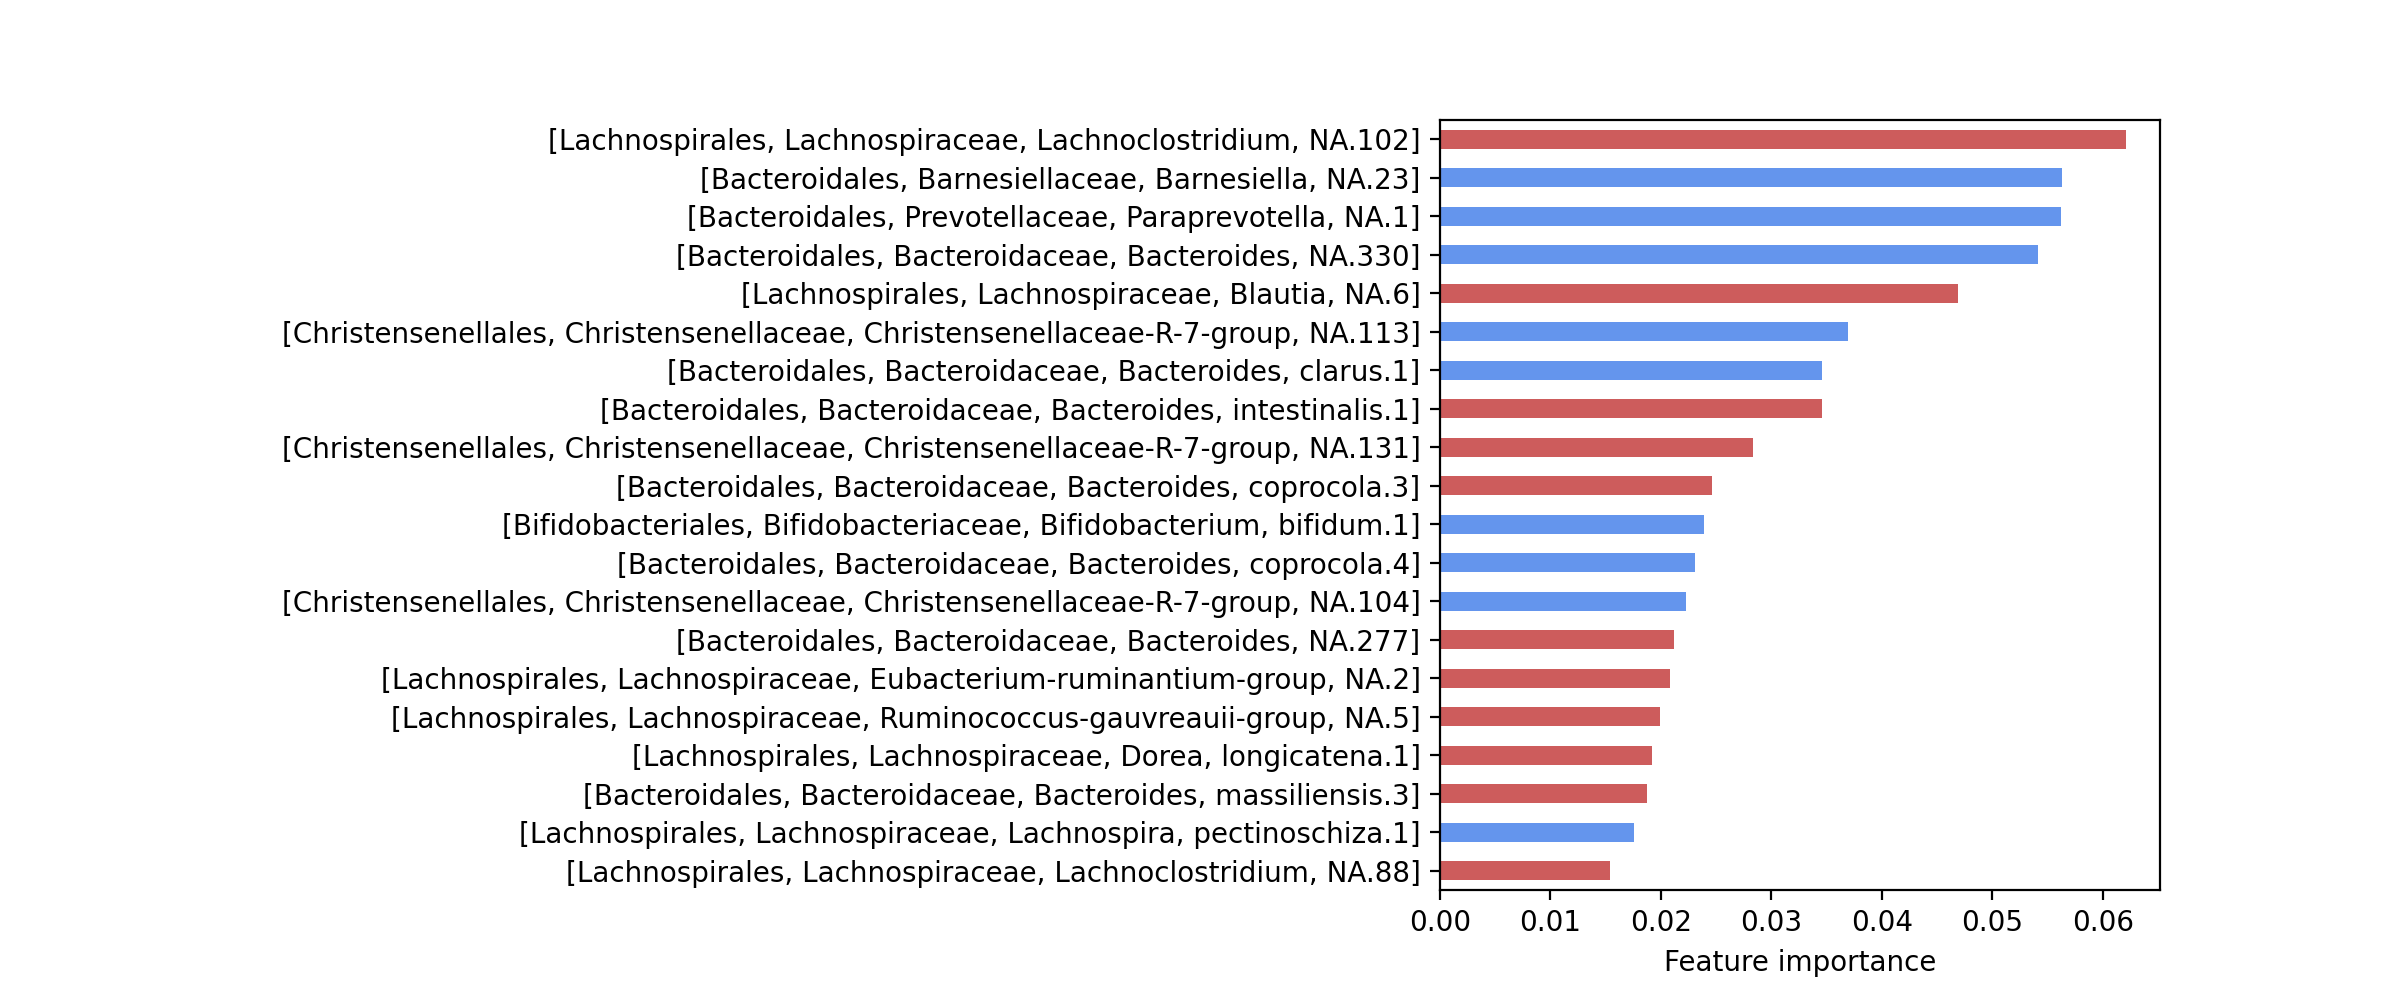 [Lachnospirales, Lachnospiraceae, Lachnoclostridium, NA.102]
[Bacteroidales, Barnesiellaceae, Barnesiella, NA.23]
[Bacteroidales, Prevotellaceae, Paraprevotella, NA.1]
[Bacteroidales, Bacteroidaceae, Bacteroides, NA.330]
[Lachnospirales, Lachnospiraceae, Blautia, NA.6]
[Christensenellales, Christensenellaceae, Christensenellaceae-R-7-group, NA.113]
[Bacteroidales, Bacteroidaceae, Bacteroides, clarus.1]
[Bacteroidales, Bacteroidaceae, Bacteroides, intestinalis.1]
[Christensenellales, Christensenellaceae, Christensenellaceae-R-7-group, NA.131]
[Bacteroidales, Bacteroidaceae, Bacteroides, coprocola.3]
[Bifidobacteriales, Bifidobacteriaceae, Bifidobacterium, bifidum.1]
[Bacteroidales, Bacteroidaceae, Bacteroides, coprocola.4]
[Christensenellales, Christensenellaceae, Christensenellaceae-R-7-group, NA.104]
[Bacteroidales, Bacteroidaceae, Bacteroides, NA.277]
[Lachnospirales, Lachnospiraceae, Eubacterium-ruminantium-group, NA.2]
[Lachnospirales, Lachnospiraceae, Ruminococcus-gauvreauii-group, NA.5]
[Lachnospirales, Lachnospiraceae, Dorea, longicatena.1]
[Bacteroidales, Bacteroidaceae, Bacteroides, massiliensis.3]
[Lachnospirales, Lachnospiraceae, Lachnospira, pectinoschiza.1]
[Lachnospirales, Lachnospiraceae, Lachnoclostridium, NA.88]
0.00 0.01 0.02 0.03 0.04 0.05 0.06
Feature importance